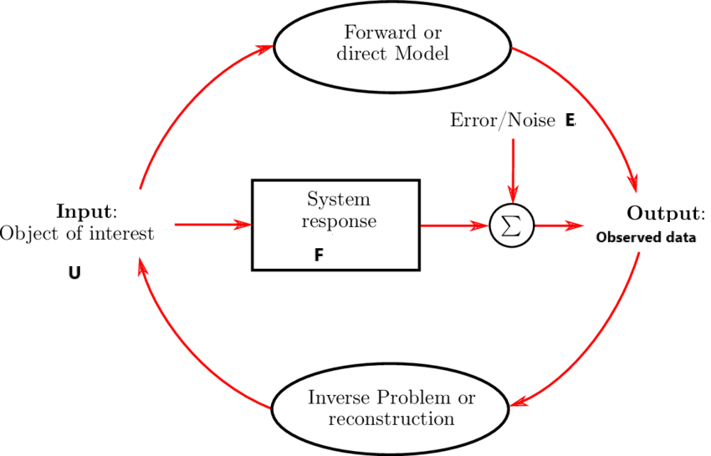 Forward or
direct Model
Error/Noise E
System
response
F
Σ
Input:
Object of interest
U
Output:
Observed data
Inverse Problem or
reconstruction